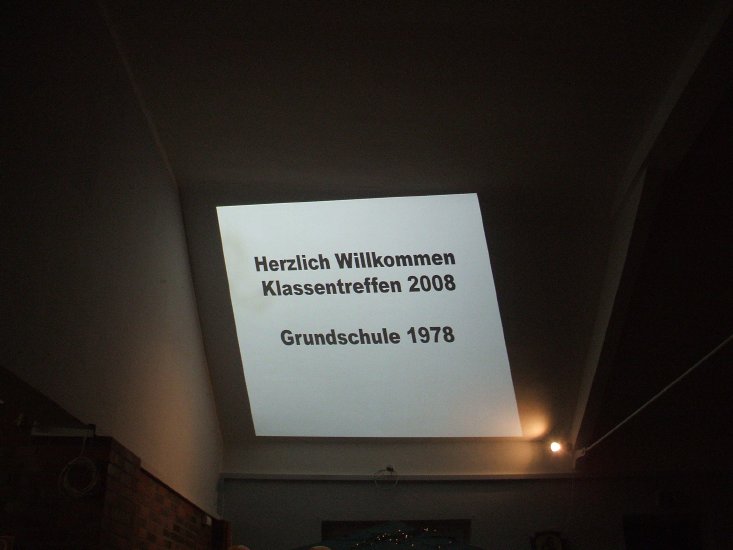 Herzlich Willkommen
Klassentreffen 2008
Grundschule 1978